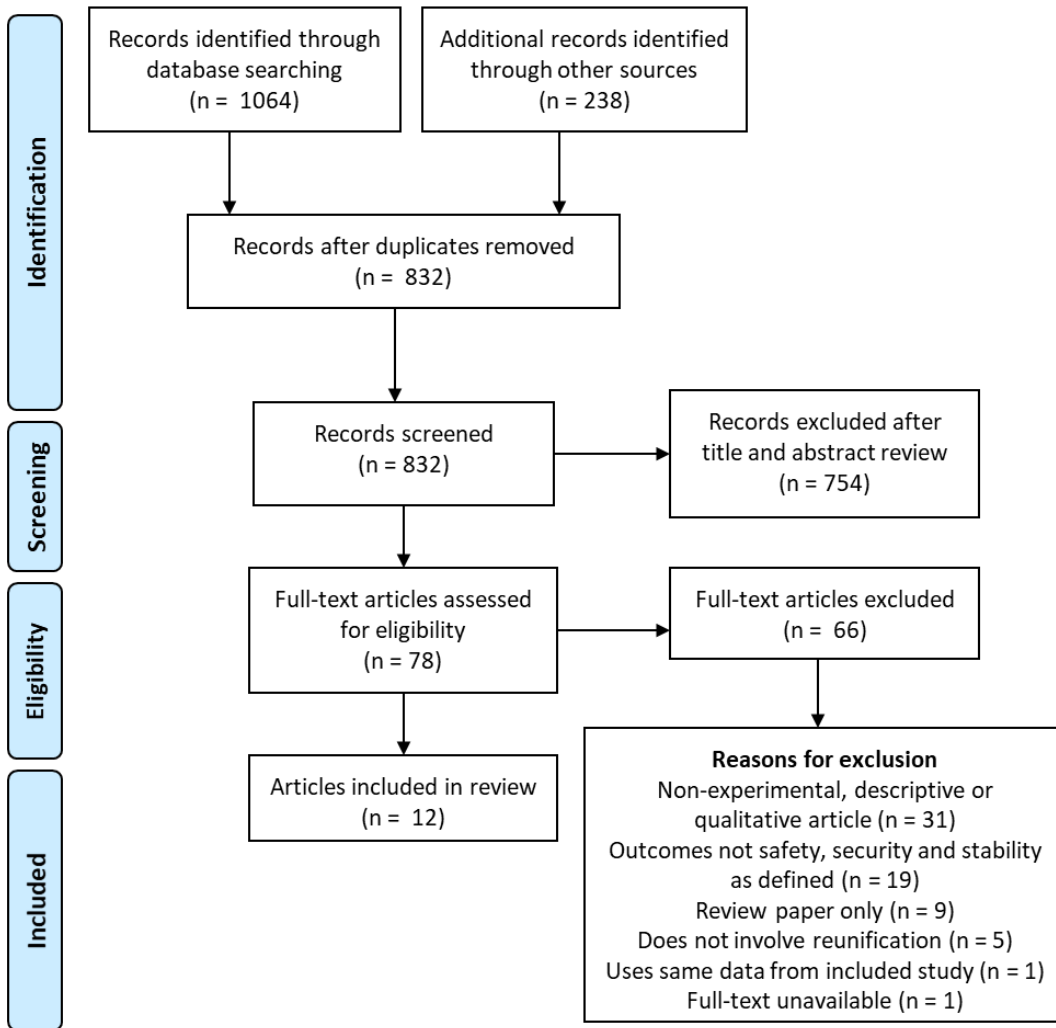 Identification
Records identified through
database searching
(n = 1064)
Additional records identified
through other sources
(n = 238)
Records after duplicates removed
(n = 832)
Screening
Records screened
(n = 832)
Records excluded after
title and abstract review
(n = 754)
Eligibility
Full-text articles assessed
for eligibility
(n = 78)
Full-text articles excluded
(n = 66)
Included
Articles included in review
(n = 12)
Reasons for exclusion
Non-experimental, descriptive or
qualitative article (n = 31)
Outcomes not safety, security and stability
as defined (n = 19)
Review paper only (n = 9)
Does not involve reunification (n = 5)
Uses same data from included study (n = 1)
Full-text unavailable (n = 1)